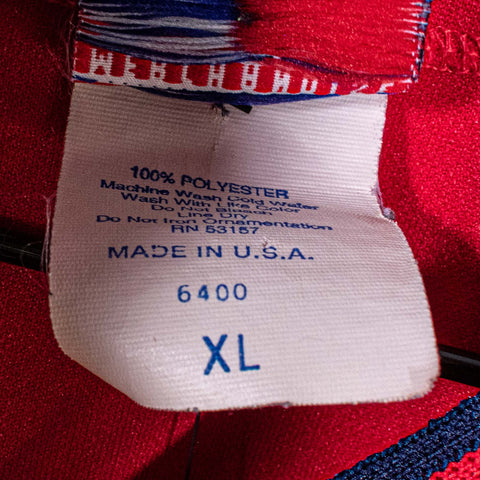 100% POLYESTER
Machine Wash Cold Water
Wash With Like Color
Do Not Bleach
Line Dry
Do Not Iron Ornamentation
RN 53157
MADE IN U.S.A.
6400
XL